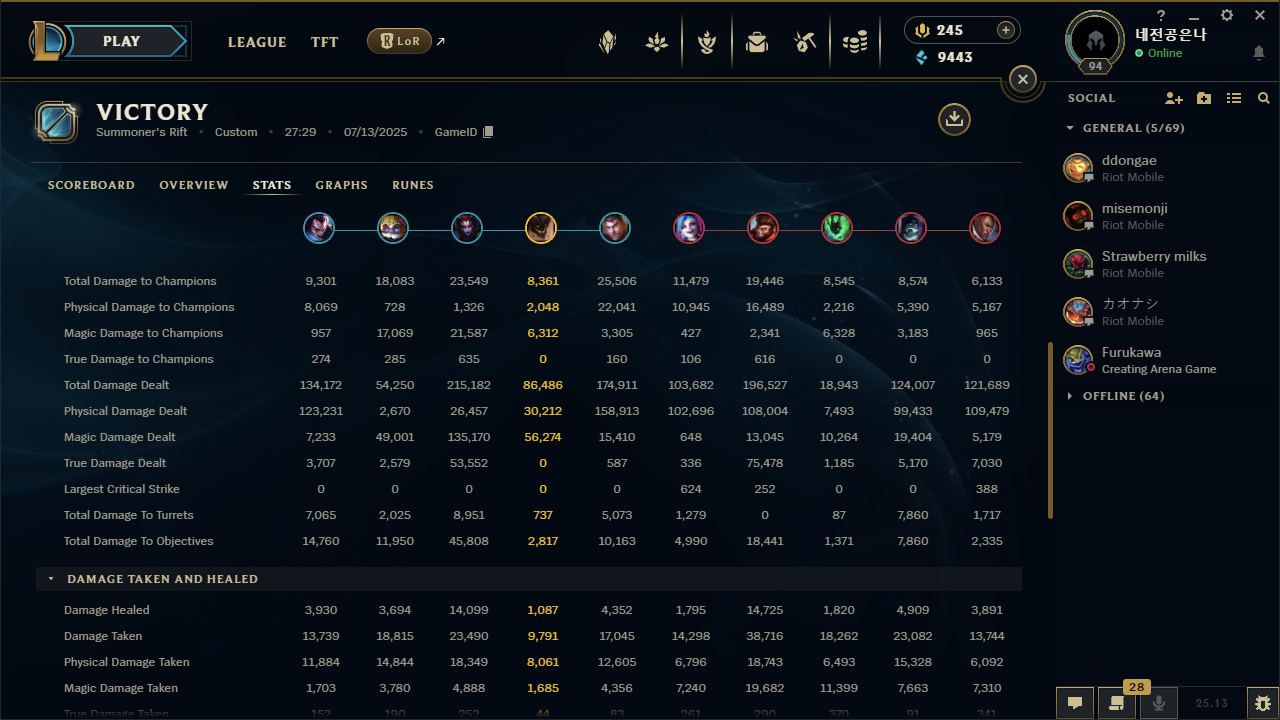 PLAY
LEAGUE TFT LoR
245
9443
94
네전공은나
Online
VICTORY
Summoner's Rift • Custom • 27:29 • 07/13/2025 • GameID
SCOREBOARD OVERVIEW STATS GRAPHS RUNES
Total Damage to Champions 9,301 18,083 23,549 8,361 25,506 11,479 19,446 8,545 8,574 6,133
Physical Damage to Champions 8,069 728 1,326 2,048 22,041 10,945 16,489 2,216 5,390 5,167
Magic Damage to Champions 957 17,069 21,587 6,312 3,305 427 2,341 6,328 3,183 965
True Damage to Champions 274 285 635 0 160 106 616 0 0 0
Total Damage Dealt 134,172 54,250 215,182 86,486 174,911 103,682 196,527 18,943 124,007 121,689
Physical Damage Dealt 123,231 2,670 26,457 30,212 158,913 102,696 108,004 7,493 99,433 109,479
Magic Damage Dealt 7,233 49,001 135,170 56,274 15,410 648 13,045 10,264 19,404 5,179
True Damage Dealt 3,707 2,579 53,552 0 587 336 75,478 1,185 5,170 7,030
Largest Critical Strike 0 0 0 0 0 624 252 0 0 388
Total Damage To Turrets 7,065 2,025 8,951 737 5,073 1,279 0 87 7,860 1,717
Total Damage To Objectives 14,760 11,950 45,808 2,817 10,163 4,990 18,441 1,371 7,860 2,335
DAMAGE TAKEN AND HEALED
Damage Healed 3,930 3,694 14,099 1,087 4,352 1,795 14,725 1,820 4,909 3,891
Damage Taken 13,739 18,815 23,490 9,791 17,045 14,298 38,716 18,262 23,082 13,744
Physical Damage Taken 11,884 14,844 18,349 8,061 12,605 6,796 18,743 6,493 15,328 6,092
Magic Damage Taken 1,703 3,780 4,888 1,685 4,356 7,240 19,682 11,399 7,663 7,310
True Damage Taken 152 190 252 44 83 261 290 370 91 341
SOCIAL
GENERAL (5/69)
ddongae
Riot Mobile
misemonji
Riot Mobile
Strawberry milks
Riot Mobile
カオナシ
Riot Mobile
Furukawa
Creating Arena Game
OFFLINE (64)
28
25.13